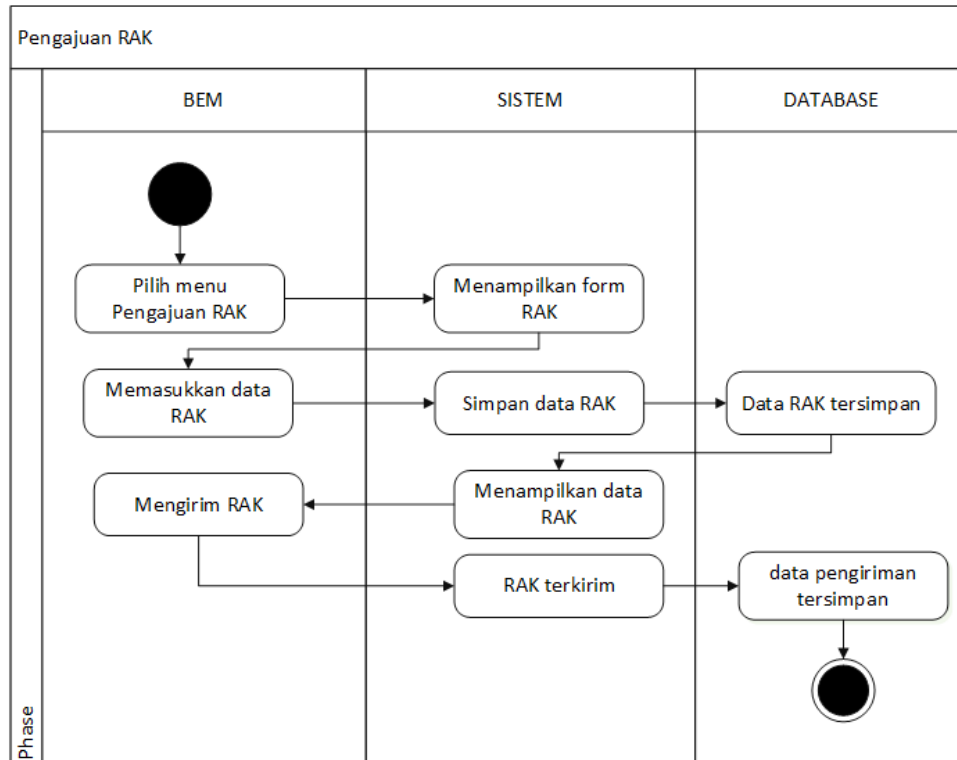 Pengajuan RAK
BEM
SISTEM
DATABASE
Pilih menu
Pengajuan RAK
Menampilkan form
RAK
Memasukkan data
RAK
Simpan data RAK
Data RAK tersimpan
Mengirim RAK
Menampilkan data
RAK
RAK terkirim
data pengiriman
tersimpan
Phase